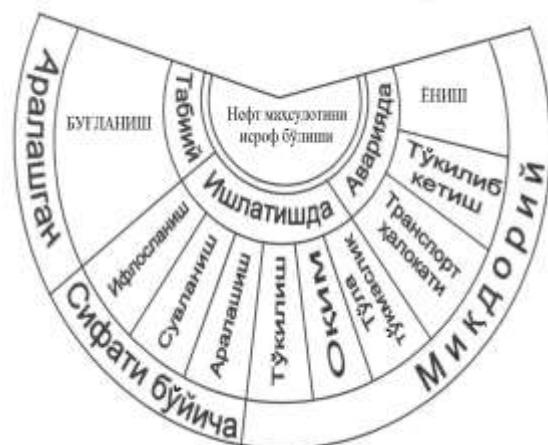 Нефт маҳсулотини
исроф бўлиши
Табиий
Ишлатишда
Аварияда
БУҒЛАНИШ
Ифлосланиш
Сувланиш
Аралашиш
Тўкилиш
Оқим
Тўла
тўкмаслик
Транспорт
ҳалокати
Тўкилиб
кетиш
ЁНИШ
Аралашган
Сифати бўйича
Миқдорий